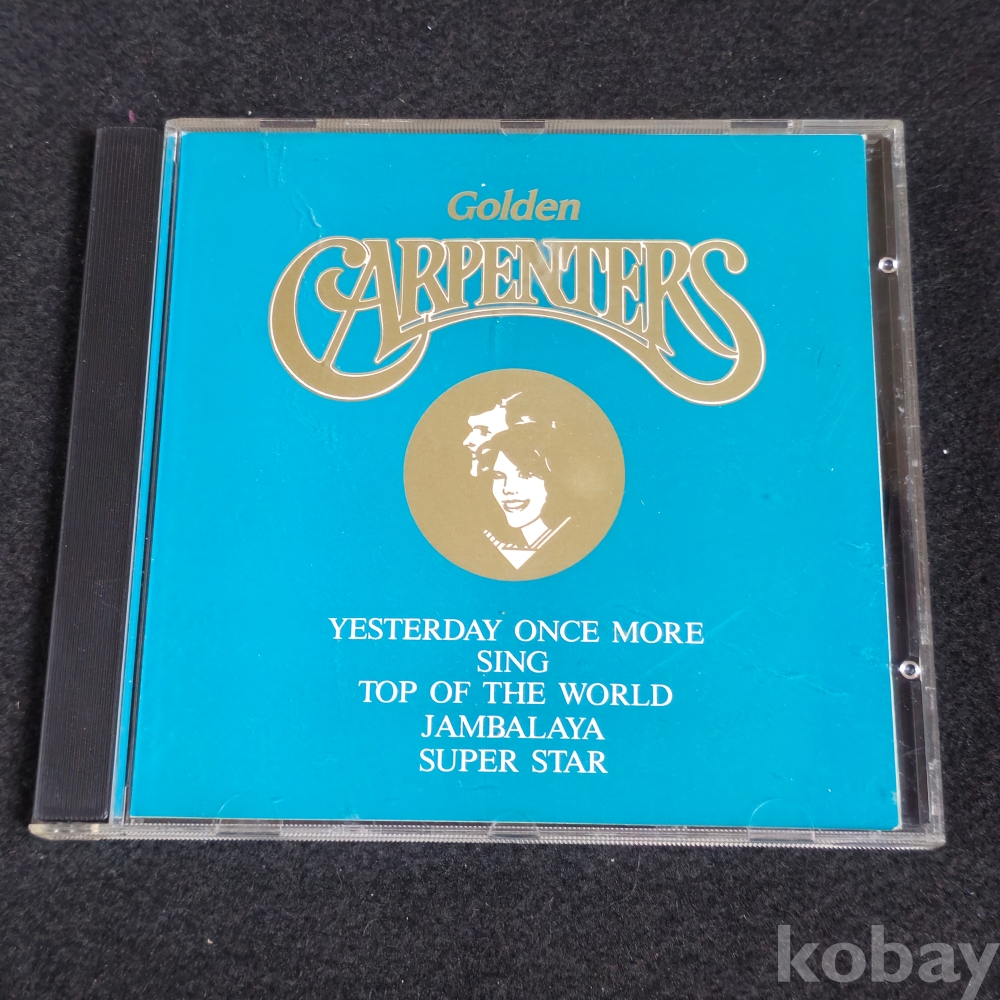 Golden
CARPENTERS
YESTERDAY ONCE MORE
SING
TOP OF THE WORLD
JAMBALAYA
SUPER STAR
kobay